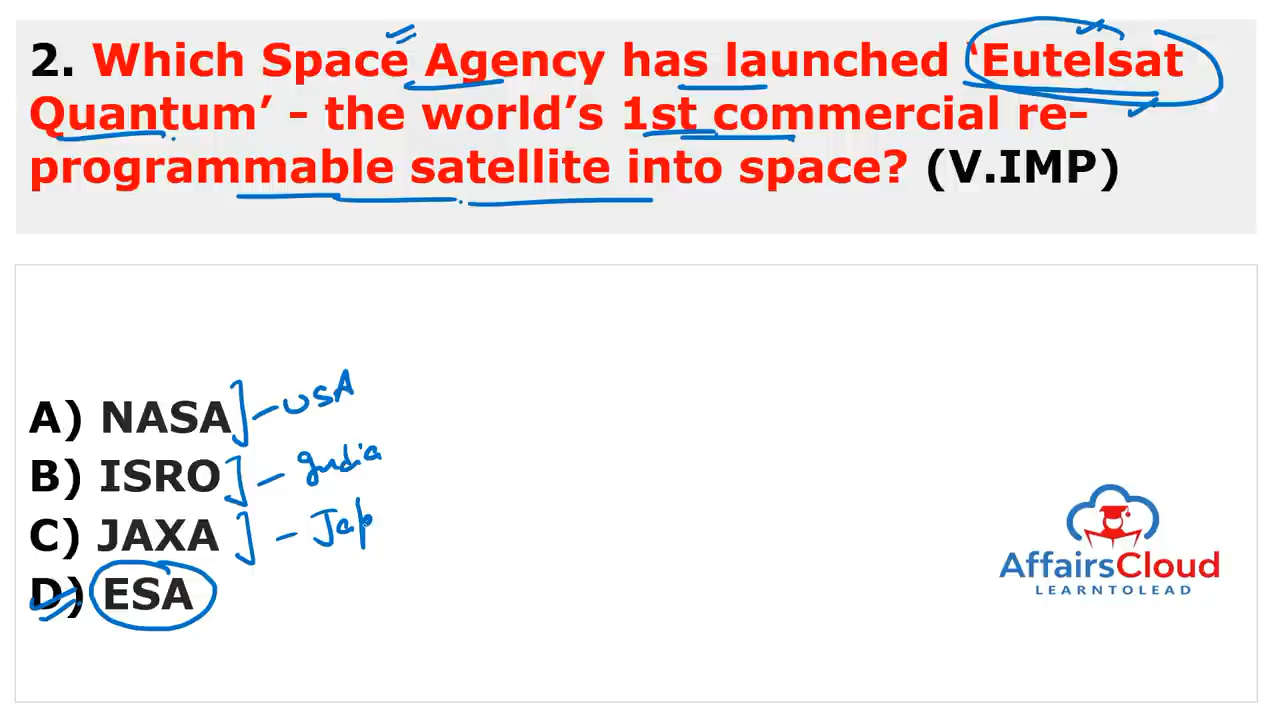 2. Which Space Agency has launched ‘Eutelsat
Quantum’ – the world’s 1st commercial re-
programmable satellite into space? (V.IMP)
A) NASA - USA
B) ISRO - India
C) JAXA - Jap
D) ESA
AffairsCloud
LEARNTOLEAD